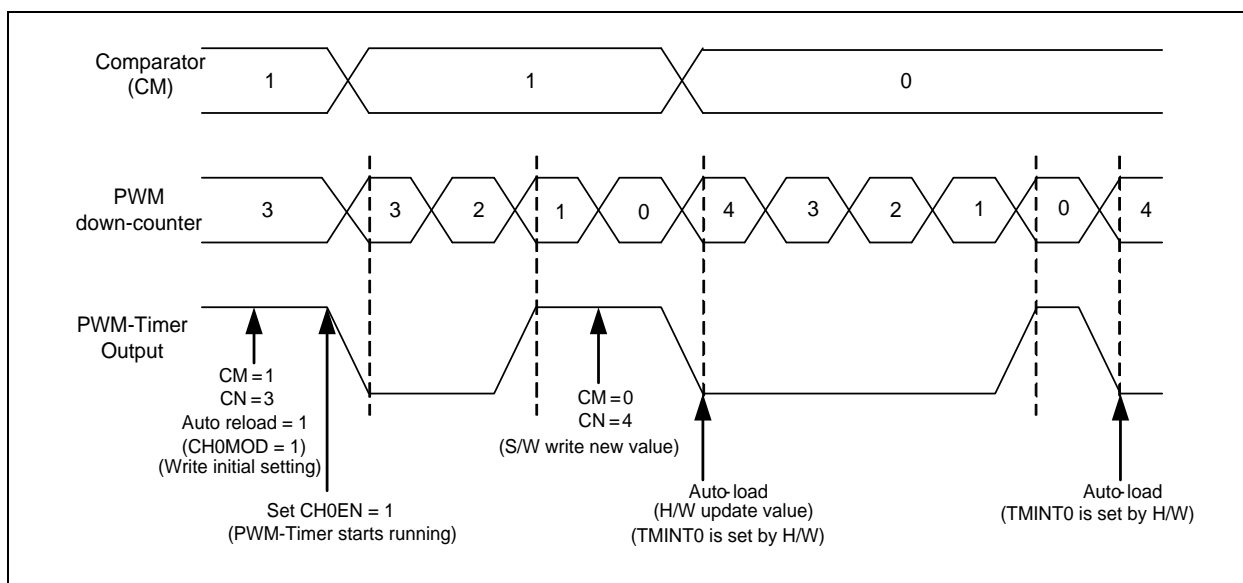 Comparator
(CM)
1
1
0
PWM
down-counter
3
3
2
1
0
4
3
2
1
0
4
PWM-Timer
Output
CM = 1
CN = 3
Auto reload = 1
(CH0MOD = 1)
(Write initial setting)
Set CH0EN = 1
(PWM-Timer starts running)
CM = 0
CN = 4
(S/W write new value)
Auto-load
(H/W update value)
(TMINT0 is set by H/W)
Auto-load
(TMINT0 is set by H/W)